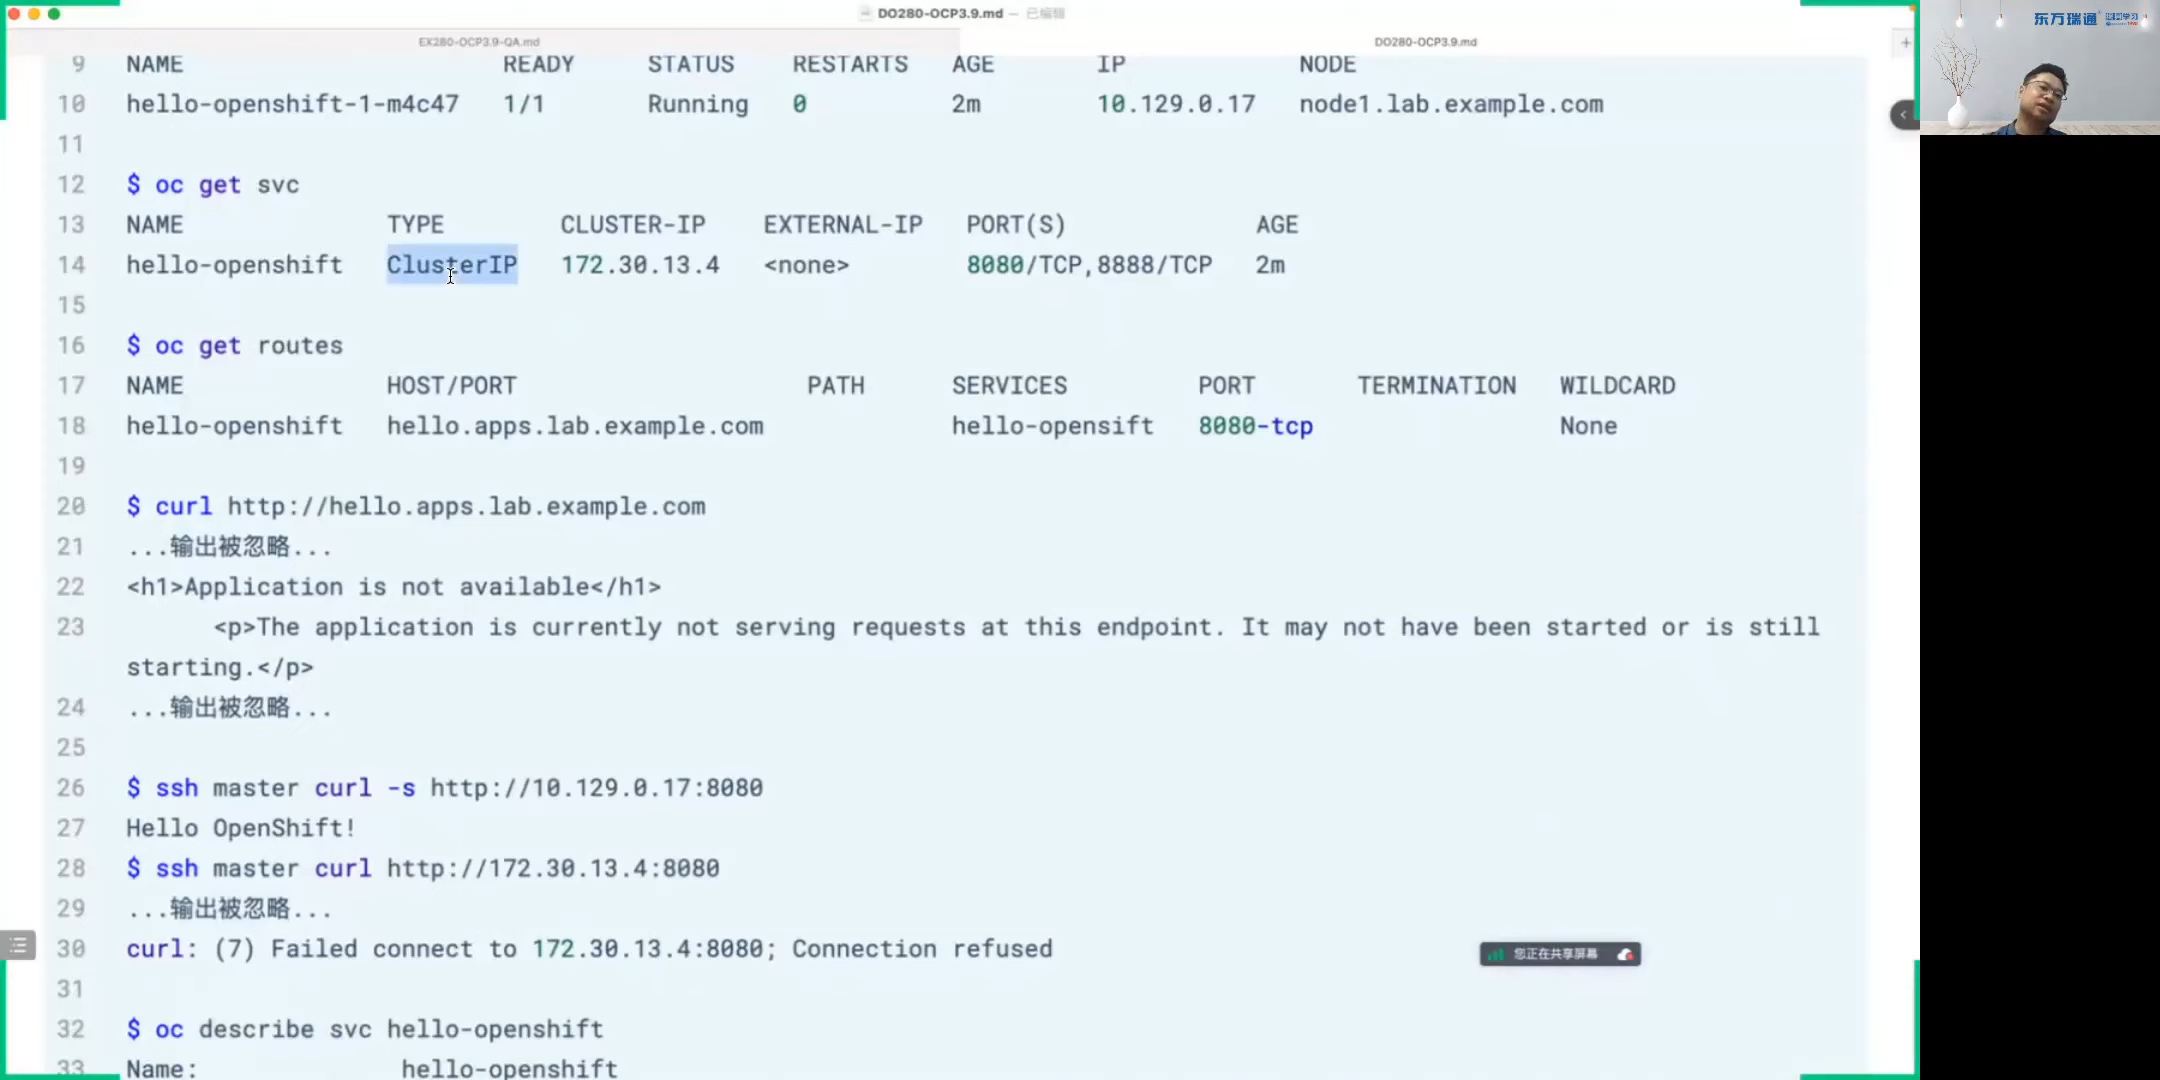 DO280-OCP3.9.md — 已编辑
EX280-OCP3.9-QA.md
DO280-OCP3.9.md
东方瑞通
9 NAME READY STATUS RESTARTS AGE IP NODE
10 hello-openshift-1-m4c47 1/1 Running 0 2m 10.129.0.17 node1.lab.example.com
11
12 $ oc get svc
13 NAME TYPE CLUSTER-IP EXTERNAL-IP PORT(S) AGE
14 hello-openshift ClusterIP 172.30.13.4 <none> 8080/TCP,8888/TCP 2m
15
16 $ oc get routes
17 NAME HOST/PORT PATH SERVICES PORT TERMINATION WILDCARD
18 hello-openshift hello.apps.lab.example.com hello-opensift 8080-tcp None
19
20 $ curl http://hello.apps.lab.example.com
21 ...输出被忽略...
22 <h1>Application is not available</h1>
23 <p>The application is currently not serving requests at this endpoint. It may not have been started or is still
starting.</p>
24 ...输出被忽略...
25
26 $ ssh master curl -s http://10.129.0.17:8080
27 Hello OpenShift!
28 $ ssh master curl http://172.30.13.4:8080
29 ...输出被忽略...
30 curl: (7) Failed connect to 172.30.13.4:8080; Connection refused
您正在共享屏幕
31
32 $ oc describe svc hello-openshift
33 Name: hello-openshift